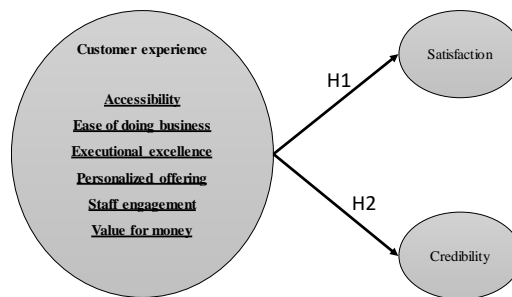 Customer experience
Accessibility
Ease of doing business
Executional excellence
Personalized offering
Staff engagement
Value for money
H1
Satisfaction
H2
Credibility